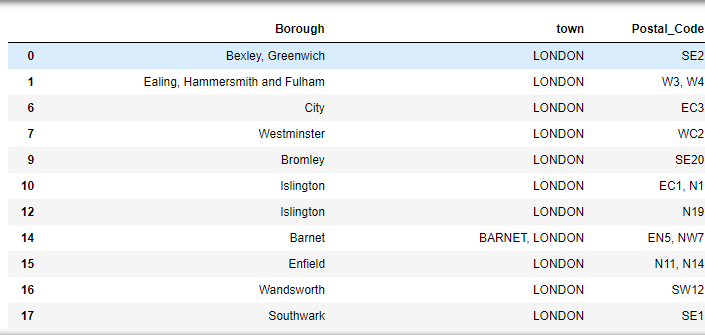 Borough town Postal_Code
0 Bexley, Greenwich LONDON SE2
1 Ealing, Hammersmith and Fulham LONDON W3, W4
6 City LONDON EC3
7 Westminster LONDON WC2
9 Bromley LONDON SE20
10 Islington LONDON EC1, N1
12 Islington LONDON N19
14 Barnet BARNET, LONDON EN5, NW7
15 Enfield LONDON N11, N14
16 Wandsworth LONDON SW12
17 Southwark LONDON SE1